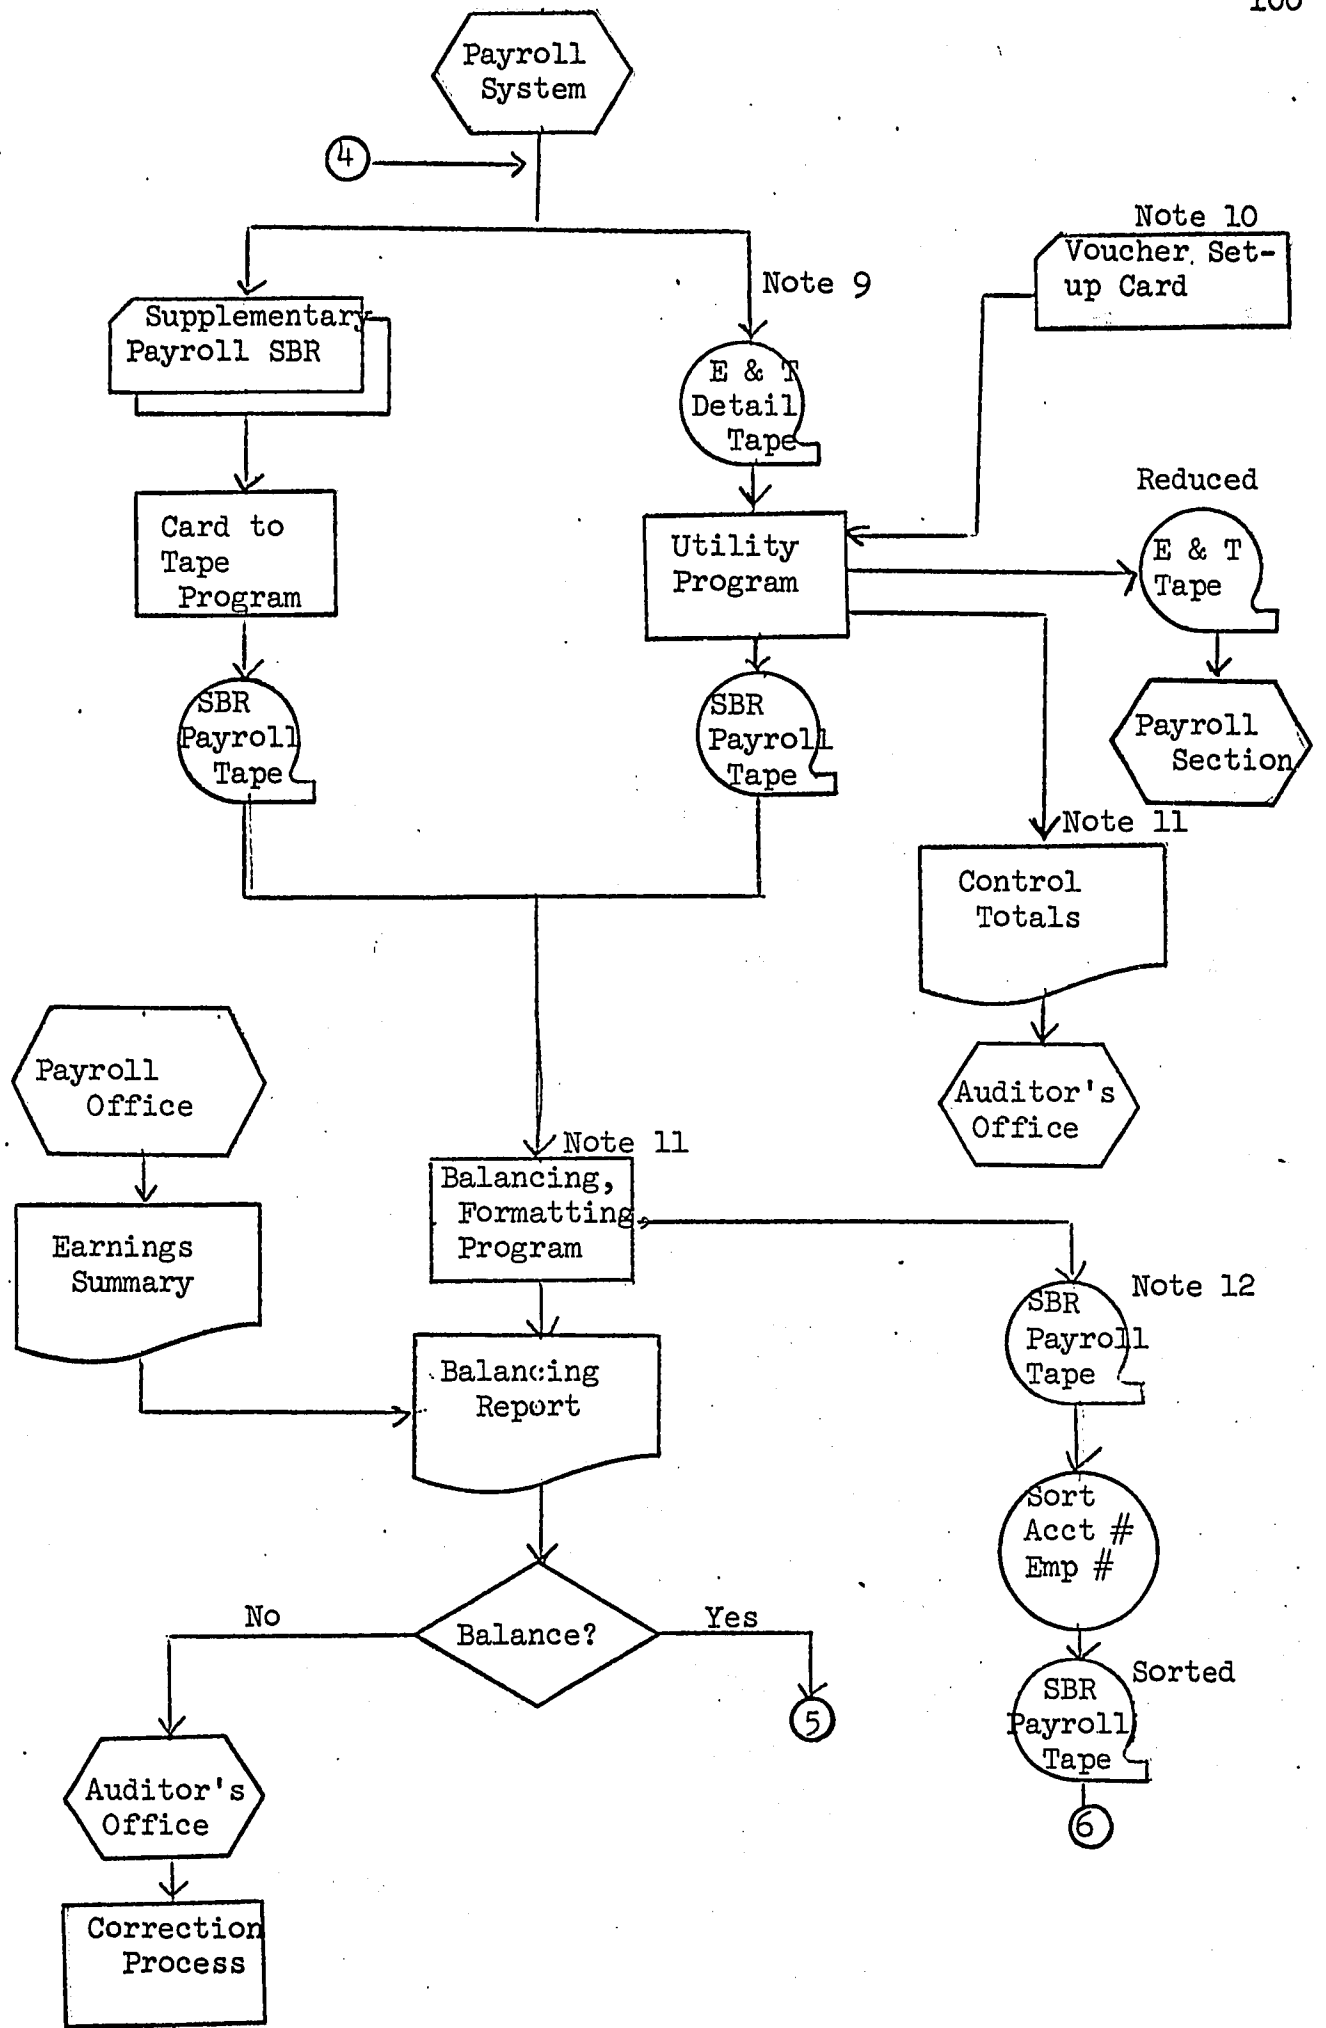 Payroll
System
4
Note 10
Voucher Set-
up Card
Note 9
Supplementary
Payroll SBR
E & T
Detail
Tape
Reduced
E & T
Tape
Card to
Tape
Program
Utility
Program
SBR
Payroll
Tape
SBR
Payroll
Tape
Payroll
Section
Note 11
Control
Totals
Payroll
Office
Auditor's
Office
Note 11
Balancing,
Formatting
Program
Earnings
Summary
Note 12
SBR
Payroll
Tape
Balancing
Report
Sort
Acct #
Emp #
No
Balance?
Yes
5
Sorted
SBR
Payroll
Tape
6
Auditor's
Office
Correction
Process